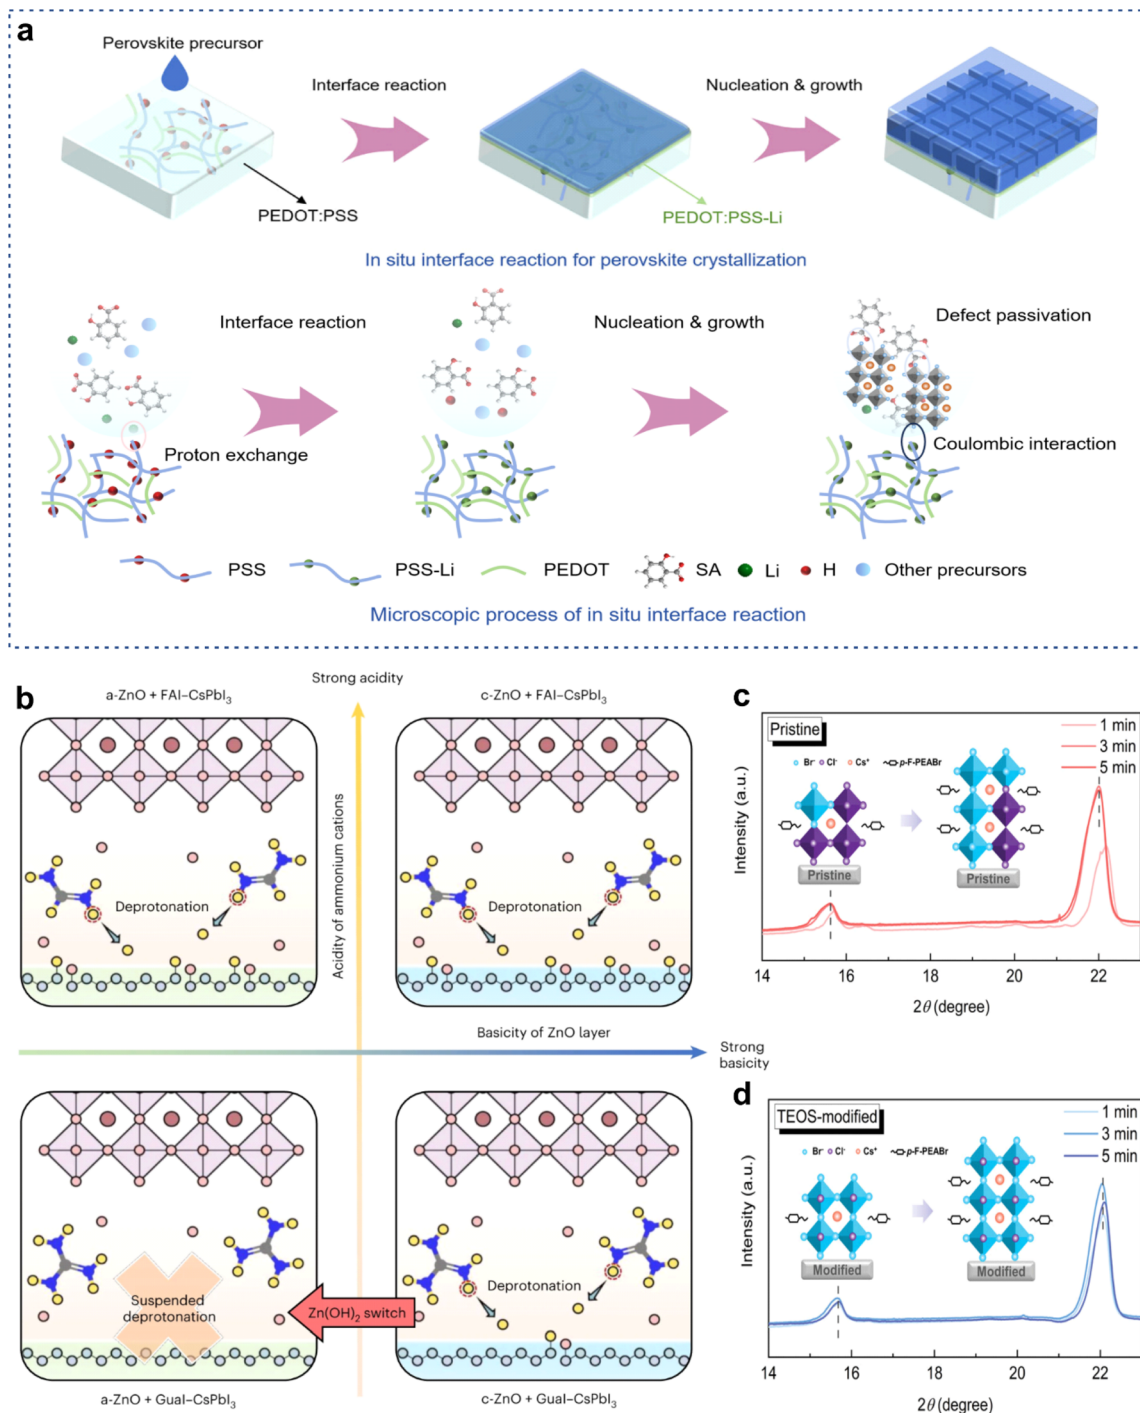 a
Perovskite precursor
Interface reaction
Nucleation & growth
PEDOT:PSS
PEDOT:PSS-Li
In situ interface reaction for perovskite crystallization
Interface reaction
Nucleation & growth
Defect passivation
Proton exchange
Coulombic interaction
PSS
PSS-Li
PEDOT
SA
Li
H
Other precursors
Microscopic process of in situ interface reaction
b
a-ZnO + FAI–CsPbI₃
Strong acidity
c-ZnO + FAI–CsPbI₃
Deprotonation
Acidity of ammonium cations
Deprotonation
Basicity of ZnO layer
Strong
basicity
Suspended
deprotonation
Zn(OH)₂ switch
Deprotonation
a-ZnO + GuaI–CsPbI₃
c-ZnO + GuaI–CsPbI₃
c
Pristine
1 min
3 min
5 min
Br⁻ Cl⁻ Cs⁺ p-F-PEABr
Pristine
Pristine
Intensity (a.u.)
14 16 18 20 22
2θ (degree)
d
TEOS-modified
1 min
3 min
5 min
Br⁻ Cl⁻ Cs⁺ p-F-PEABr
Modified
Modified
Intensity (a.u.)
14 16 18 20 22
2θ (degree)